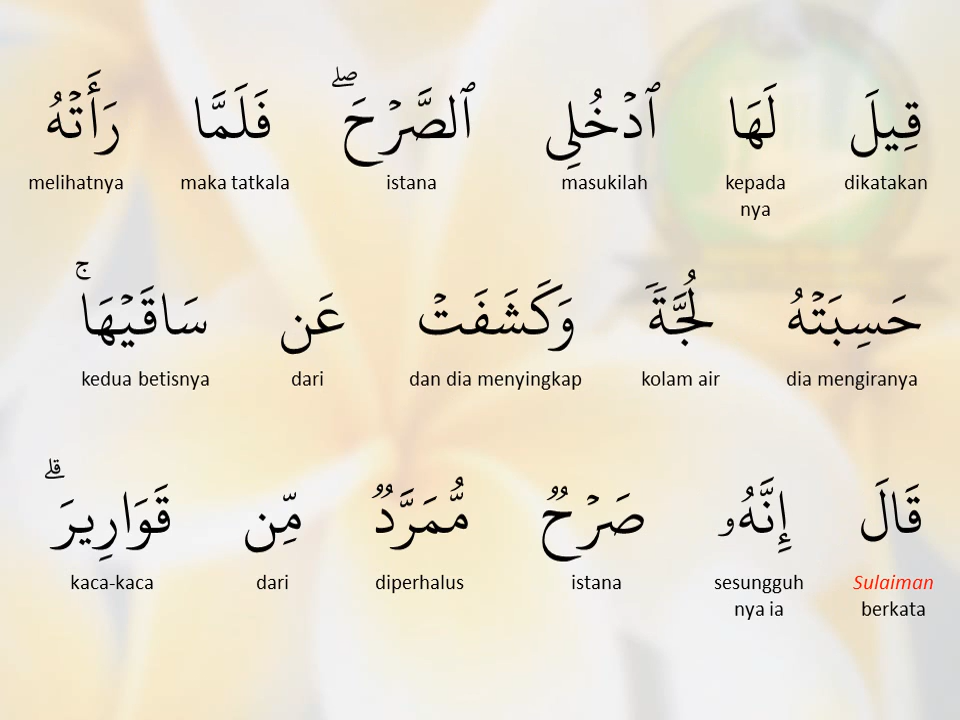 قِيلَ لَهَا ٱدْخُلِى ٱلصَّرْحَ ۖ فَلَمَّا رَأَتْهُ
dikatakan kepada masukilah istana maka tatkala melihatnya
nya
حَسِبَتْهُ لُجَّةً وَكَشَفَتْ عَن سَاقَيْهَا ۚ
dia mengiranya kolam air dan dia menyingkap dari kedua betisnya
قَالَ إِنَّهُۥ صَرْحٌ مُّمَرَّدٌ مِّن قَوَارِيرَ ۗ
Sulaiman sesungguh istana diperhalus dari kaca-kaca
berkata nya ia